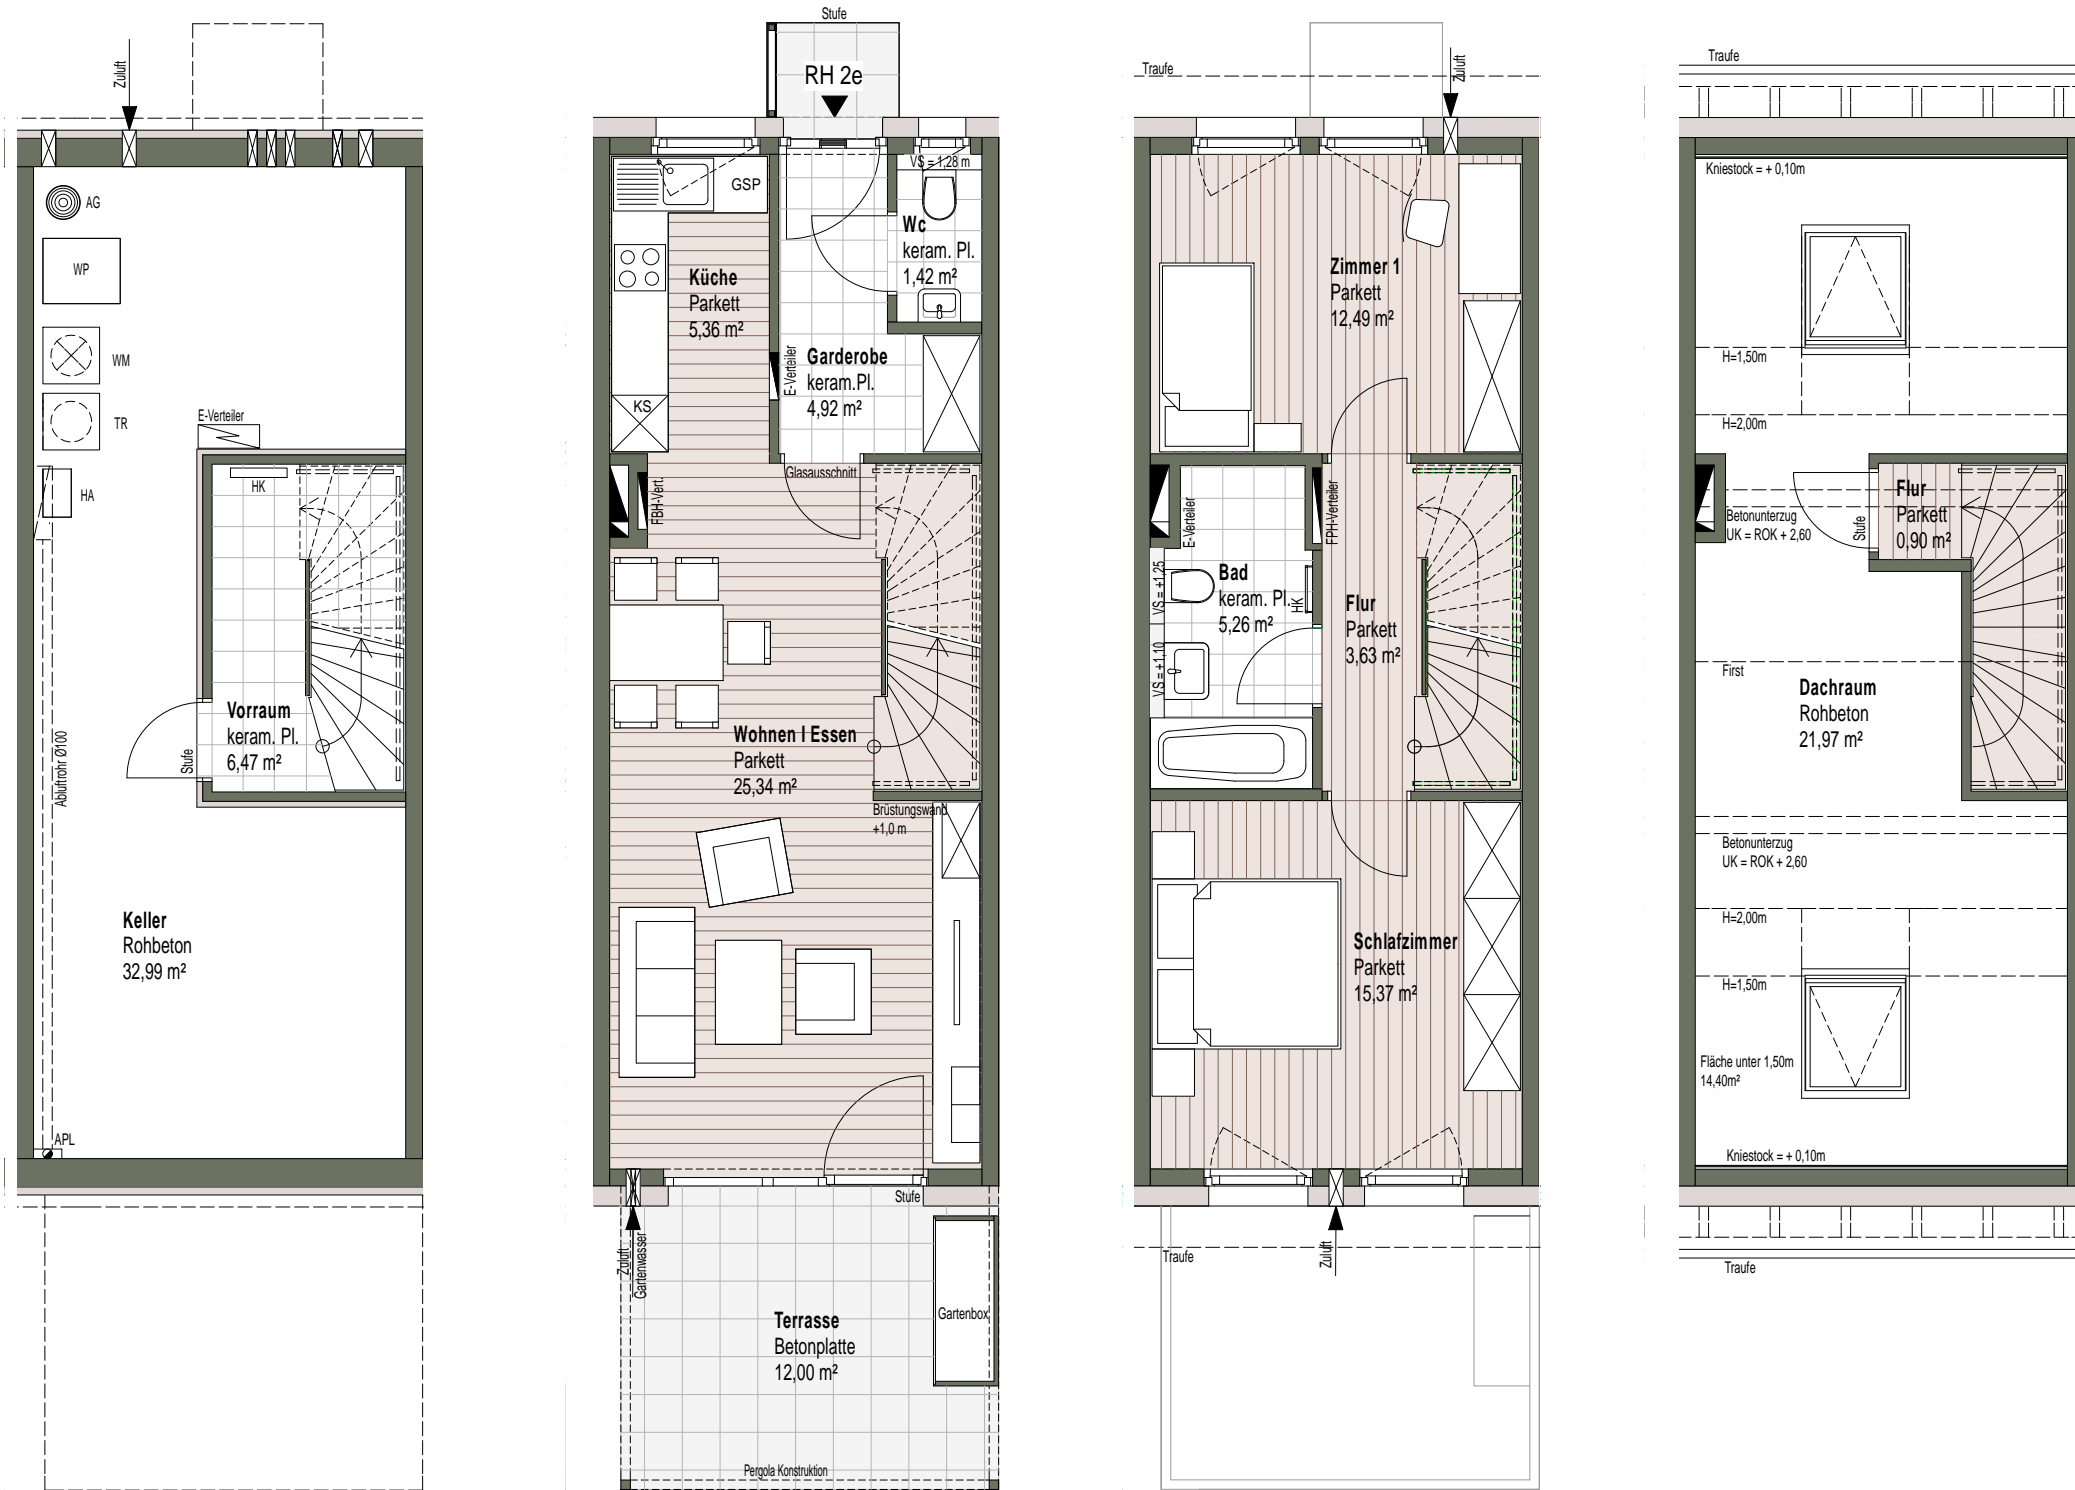 Zuluft
AG
WP
WM
TR
E-Verteiler
HA
HK
Vorraum
keram. Pl.
6,47 m²
Stufe
Abluftrohr Ø100
Keller
Rohbeton
32,99 m²
APL
Stufe
RH 2e
VS = 1,28 m
GSP
Wc
keram. Pl.
1,42 m²
Küche
Parkett
5,36 m²
E-Verteiler
Garderobe
keram.Pl.
4,92 m²
KS
Glasausschnitt
FBH-Vert.
Wohnen I Essen
Parkett
25,34 m²
Brüstungswand
+1,0 m
Stufe
Zuluft
Gartenwasser
Gartenbox
Terrasse
Betonplatte
12,00 m²
Pergola Konstruktion
Traufe
Zuluft
Zimmer 1
Parkett
12,49 m²
E-Verteiler
FPH-Verteiler
VS = +1,25
Bad
keram. Pl.
5,26 m²
HK
Flur
Parkett
3,63 m²
VS = +1,10
Schlafzimmer
Parkett
15,37 m²
Traufe
Zuluft
Traufe
Kniestock = + 0,10m
H=1,50m
H=2,00m
Flur
Parkett
0,90 m²
Stufe
Betonunterzug
UK = ROK + 2,60
First
Dachraum
Rohbeton
21,97 m²
Betonunterzug
UK = ROK + 2,60
H=2,00m
H=1,50m
Fläche unter 1,50m
14,40m²
Kniestock = + 0,10m
Traufe